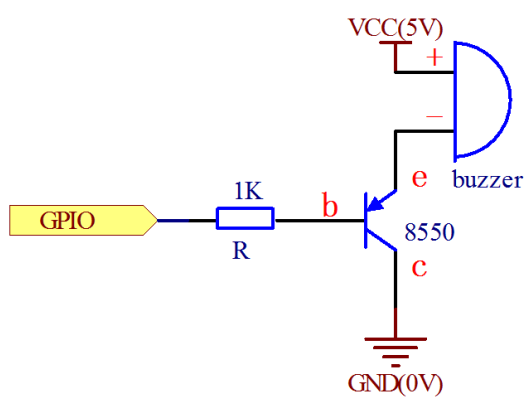 VCC(5V)
+
−
e
buzzer
1K
b
GPIO
8550
R
c
GND(0V)